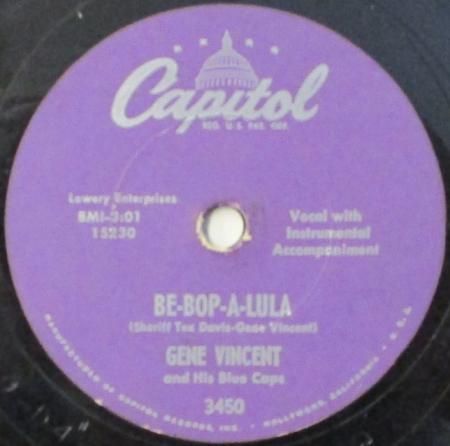 Capitol
REG. U.S. PAT. OFF.
Lowery Enterprises
BMI-3:01
15230
Vocal with
Instrumental
Accompaniment
BE-BOP-A-LULA
(Sheriff Tex Davis-Gene Vincent)
GENE VINCENT
and His Blue Caps
3450
MANUFACTURED BY CAPITOL RECORDS, INC. • HOLLYWOOD, CALIFORNIA • U.S.A.